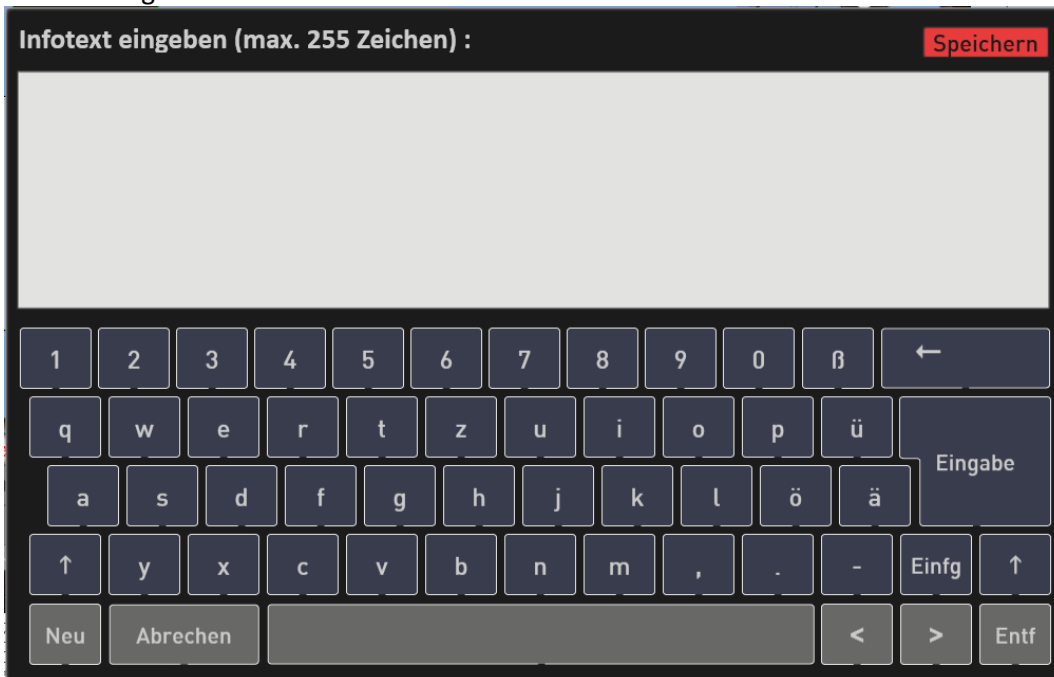 Infotext eingeben (max. 255 Zeichen) : Speichern
1 2 3 4 5 6 7 8 9 0 ß ←
q w e r t z u i o p ü
Eingabe
a s d f g h j k l ö ä
↑ y x c v b n m , . - Einfg ↑
Neu Abrechen < > Entf